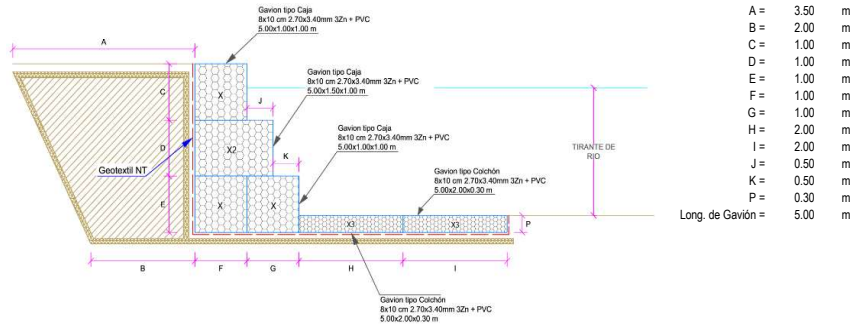 Gavion tipo Caja
8x10 cm 2.70x3.40mm 3Zn + PVC
5.00x1.00x1.00 m
A
Gavion tipo Caja
8x10 cm 2.70x3.40mm 3Zn + PVC
5.00x1.50x1.00 m
C
X
J
Gavion tipo Caja
8x10 cm 2.70x3.40mm 3Zn + PVC
5.00x1.00x1.00 m
D
X2
K
TIRANTE DE
RIO
Geotextil NT
Gavion tipo Colchón
8x10 cm 2.70x3.40mm 3Zn + PVC
5.00x2.00x0.30 m
E
X
X
X3
X3
P
B
F
G
H
I
Gavion tipo Colchón
8x10 cm 2.70x3.40mm 3Zn + PVC
5.00x2.00x0.30 m
A = 3.50 m
B = 2.00 m
C = 1.00 m
D = 1.00 m
E = 1.00 m
F = 1.00 m
G = 1.00 m
H = 2.00 m
I = 2.00 m
J = 0.50 m
K = 0.50 m
P = 0.30 m
Long. de Gavión = 5.00 m